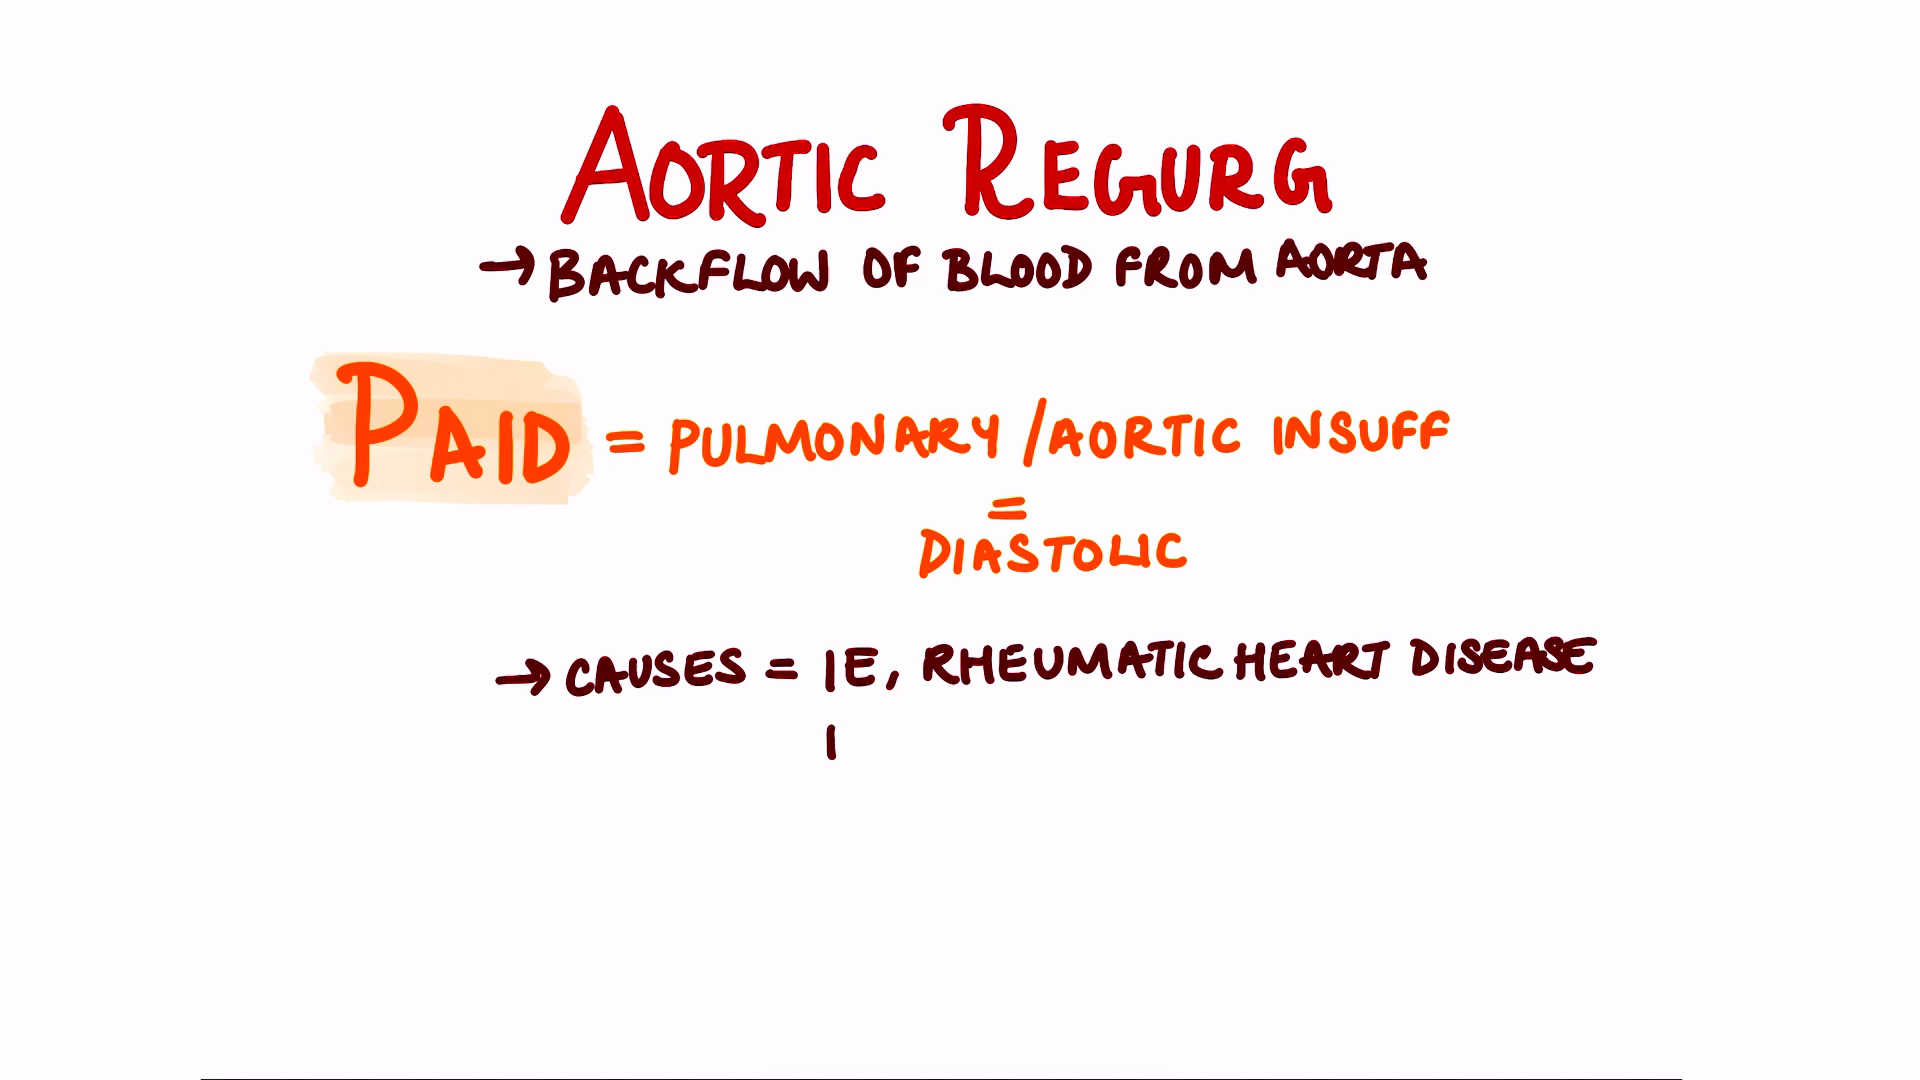 AORTIC REGURG
→ BACKFLOW OF BLOOD FROM AORTA
PAID = PULMONARY / AORTIC INSUFF
=
DIASTOLIC
→ CAUSES = IE, RHEUMATIC HEART DISEASE
I